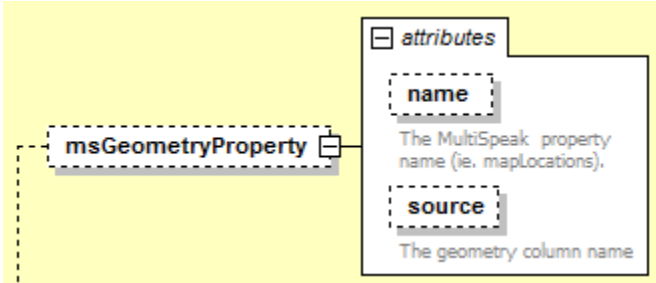 attributes
name
The MultiSpeak property
name (ie. mapLocations).
msGeometryProperty
source
The geometry column name